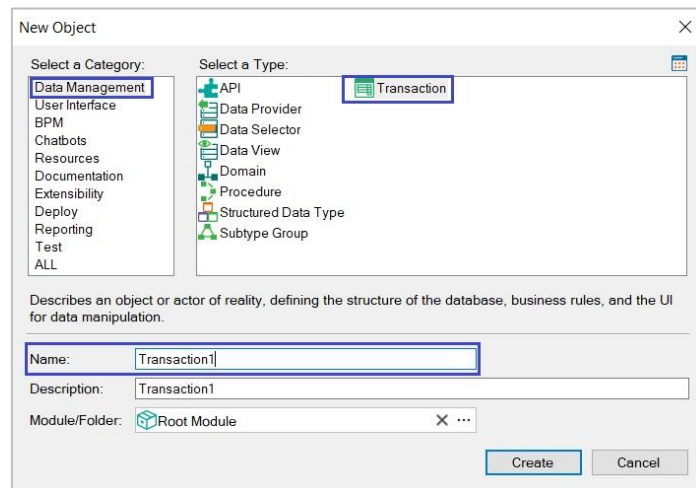 New Object
Select a Category:
Data Management
User Interface
BPM
Chatbots
Resources
Documentation
Extensibility
Deploy
Reporting
Test
ALL
Select a Type:
API
Data Provider
Data Selector
Data View
Domain
Procedure
Structured Data Type
Subtype Group
Transaction
Describes an object or actor of reality, defining the structure of the database, business rules, and the UI
for data manipulation.
Name: Transaction1
Description: Transaction1
Module/Folder: Root Module
Create Cancel